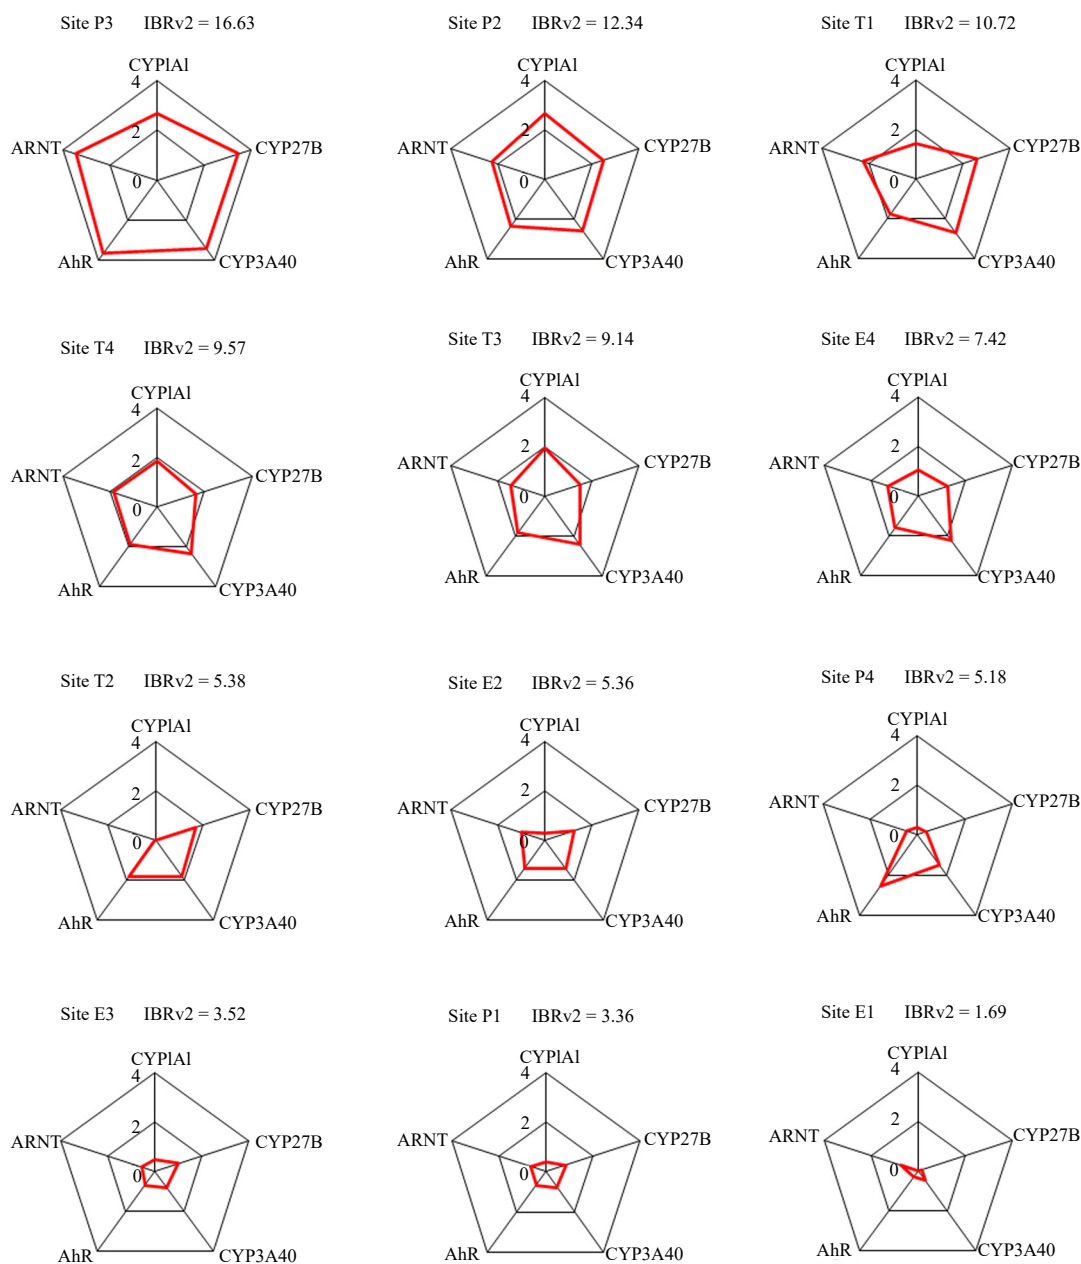 Site P3 IBRv2 = 16.63
CYPlAl
4
ARNT
2
CYP27B
0
AhR
CYP3A40
Site P2 IBRv2 = 12.34
CYPlAl
4
ARNT
2
CYP27B
0
AhR
CYP3A40
Site T1 IBRv2 = 10.72
CYPlAl
4
ARNT
2
CYP27B
0
AhR
CYP3A40
Site T4 IBRv2 = 9.57
CYPlAl
4
ARNT
2
CYP27B
0
AhR
CYP3A40
Site T3 IBRv2 = 9.14
CYPlAl
4
ARNT
2
CYP27B
0
AhR
CYP3A40
Site E4 IBRv2 = 7.42
CYPlAl
4
ARNT
2
CYP27B
0
AhR
CYP3A40
Site T2 IBRv2 = 5.38
CYPlAl
4
ARNT
2
CYP27B
0
AhR
CYP3A40
Site E2 IBRv2 = 5.36
CYPlAl
4
ARNT
2
CYP27B
0
AhR
CYP3A40
Site P4 IBRv2 = 5.18
CYPlAl
4
ARNT
2
CYP27B
0
AhR
CYP3A40
Site E3 IBRv2 = 3.52
CYPlAl
4
ARNT
2
CYP27B
0
AhR
CYP3A40
Site P1 IBRv2 = 3.36
CYPlAl
4
ARNT
2
CYP27B
0
AhR
CYP3A40
Site E1 IBRv2 = 1.69
CYPlAl
4
ARNT
2
CYP27B
0
AhR
CYP3A40